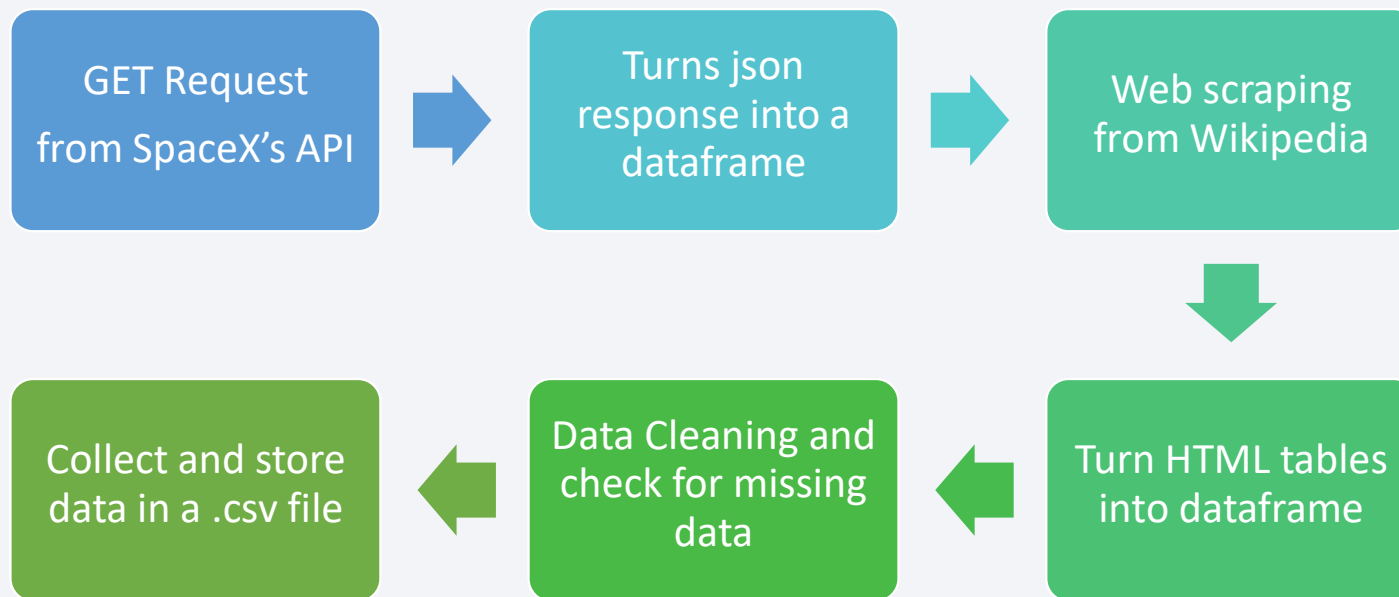 GET Request
from SpaceX’s API
Turns json
response into a
dataframe
Web scraping
from Wikipedia
Turn HTML tables
into dataframe
Data Cleaning and
check for missing
data
Collect and store
data in a .csv file